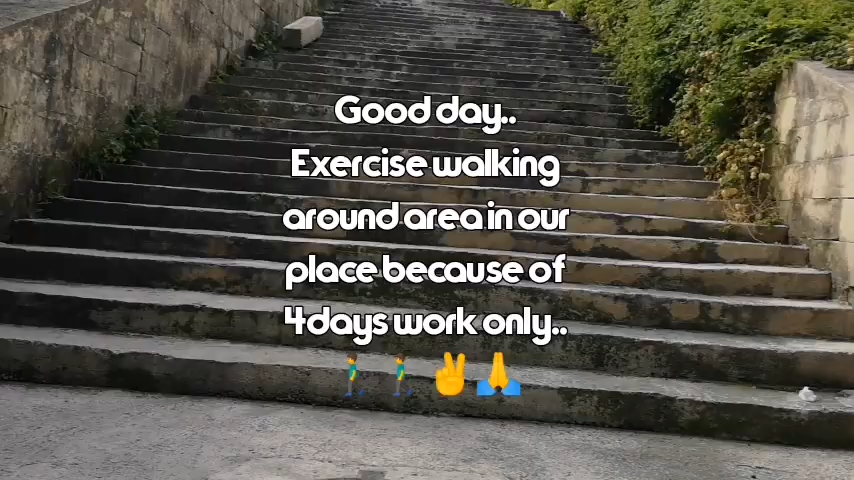 Good day..
Exercise walking
around area in our
place because of
4days work only..
🚶‍♂️🚶‍♂️✌️🙏